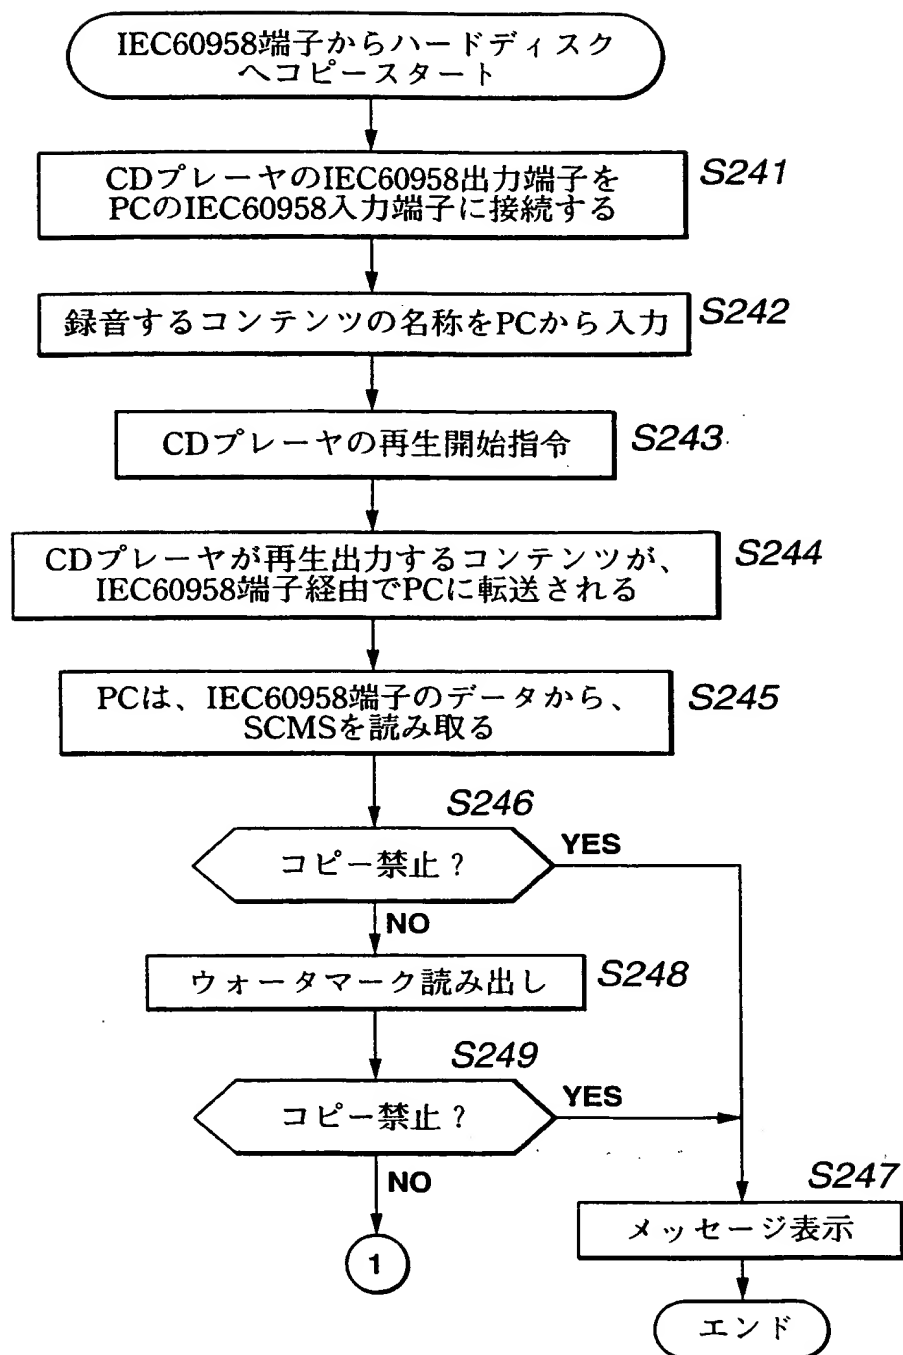 IEC60958端子からハードディスク
へコピースタート
CDプレーヤのIEC60958出力端子を
PCのIEC60958入力端子に接続する
S241
録音するコンテンツの名称をPCから入力
S242
CDプレーヤの再生開始指令
S243
CDプレーヤが再生出力するコンテンツが、
IEC60958端子経由でPCに転送される
S244
PCは、IEC60958端子のデータから、
SCMSを読み取る
S245
S246
コピー禁止？
YES
NO
ウォータマーク読み出し
S248
S249
コピー禁止？
YES
NO
1
S247
メッセージ表示
エンド